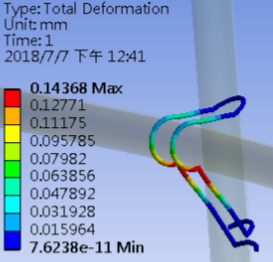 Type: Total Deformation
Unit: mm
Time: 1
2018/7/7 下午 12:41
0.14368 Max
0.12771
0.11175
0.095785
0.07982
0.063856
0.047892
0.031928
0.015964
7.6238e-11 Min